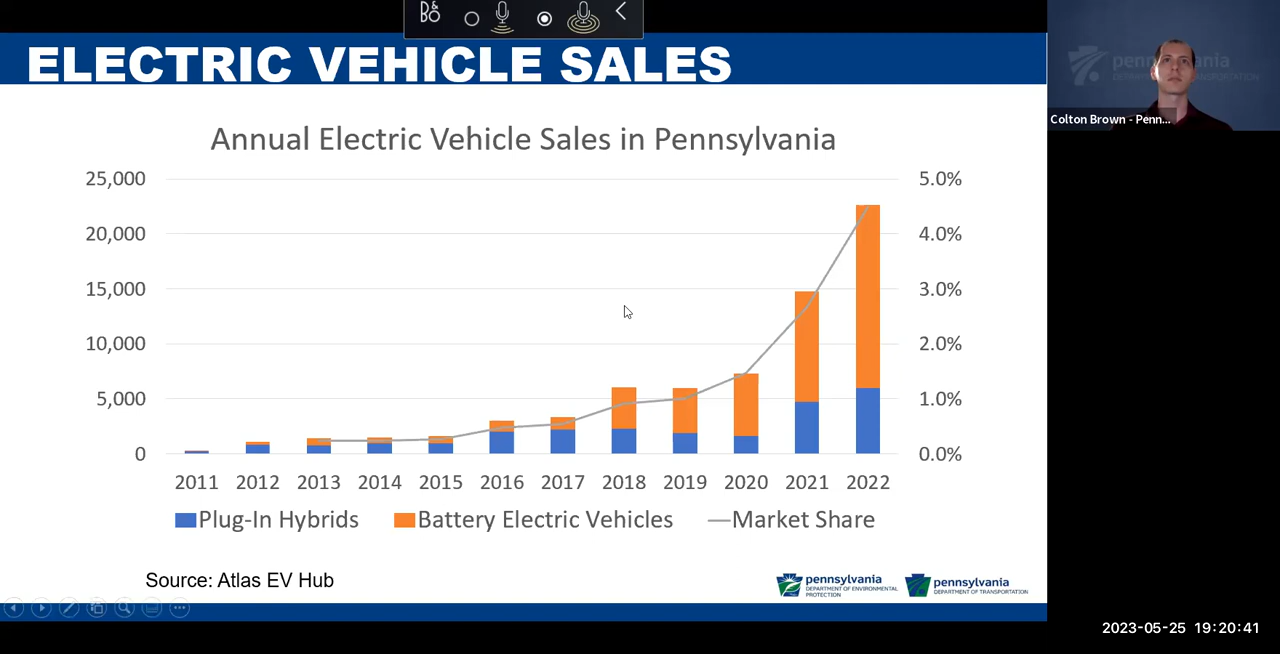 B&
BO
ELECTRIC VEHICLE SALES
Annual Electric Vehicle Sales in Pennsylvania
25,000
20,000
15,000
10,000
5,000
0
5.0%
4.0%
3.0%
2.0%
1.0%
0.0%
2011 2012 2013 2014 2015 2016 2017 2018 2019 2020 2021 2022
Plug-In Hybrids Battery Electric Vehicles Market Share
Source: Atlas EV Hub
pennsylvania
DEPARTMENT OF ENVIRONMENTAL
PROTECTION
pennsylvania
DEPARTMENT OF TRANSPORTATION
pennsylvania
Colton Brown - Penn...
2023-05-25 19:20:41